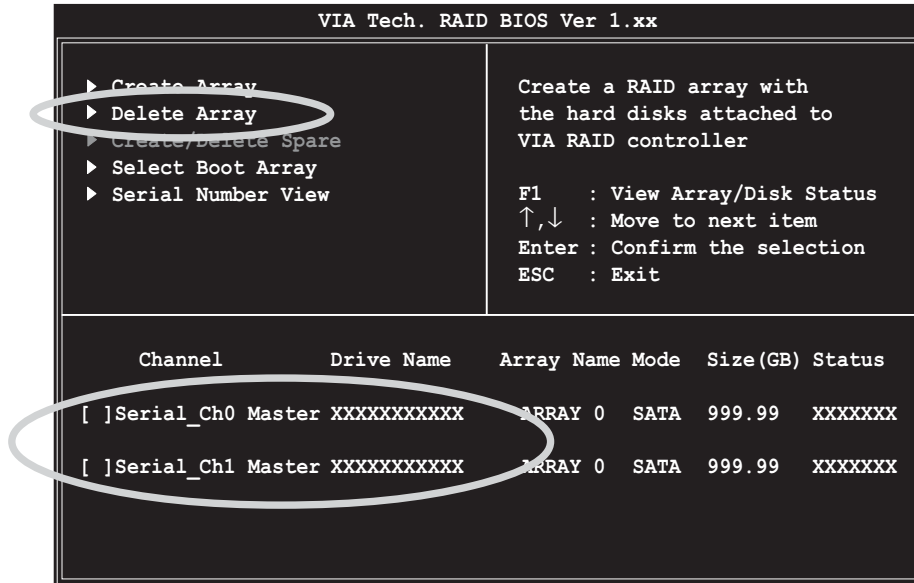 VIA Tech. RAID BIOS Ver 1.xx
Create Array
Delete Array
Create/Delete Spare
Select Boot Array
Serial Number View
Create a RAID array with
the hard disks attached to
VIA RAID controller
F1 : View Array/Disk Status
↑,↓ : Move to next item
Enter : Confirm the selection
ESC : Exit
Channel Drive Name Array Name Mode Size(GB) Status
[ ]Serial_Ch0 Master XXXXXXXXXXX ARRAY 0 SATA 999.99 XXXXXXX
[ ]Serial_Ch1 Master XXXXXXXXXXX ARRAY 0 SATA 999.99 XXXXXXX